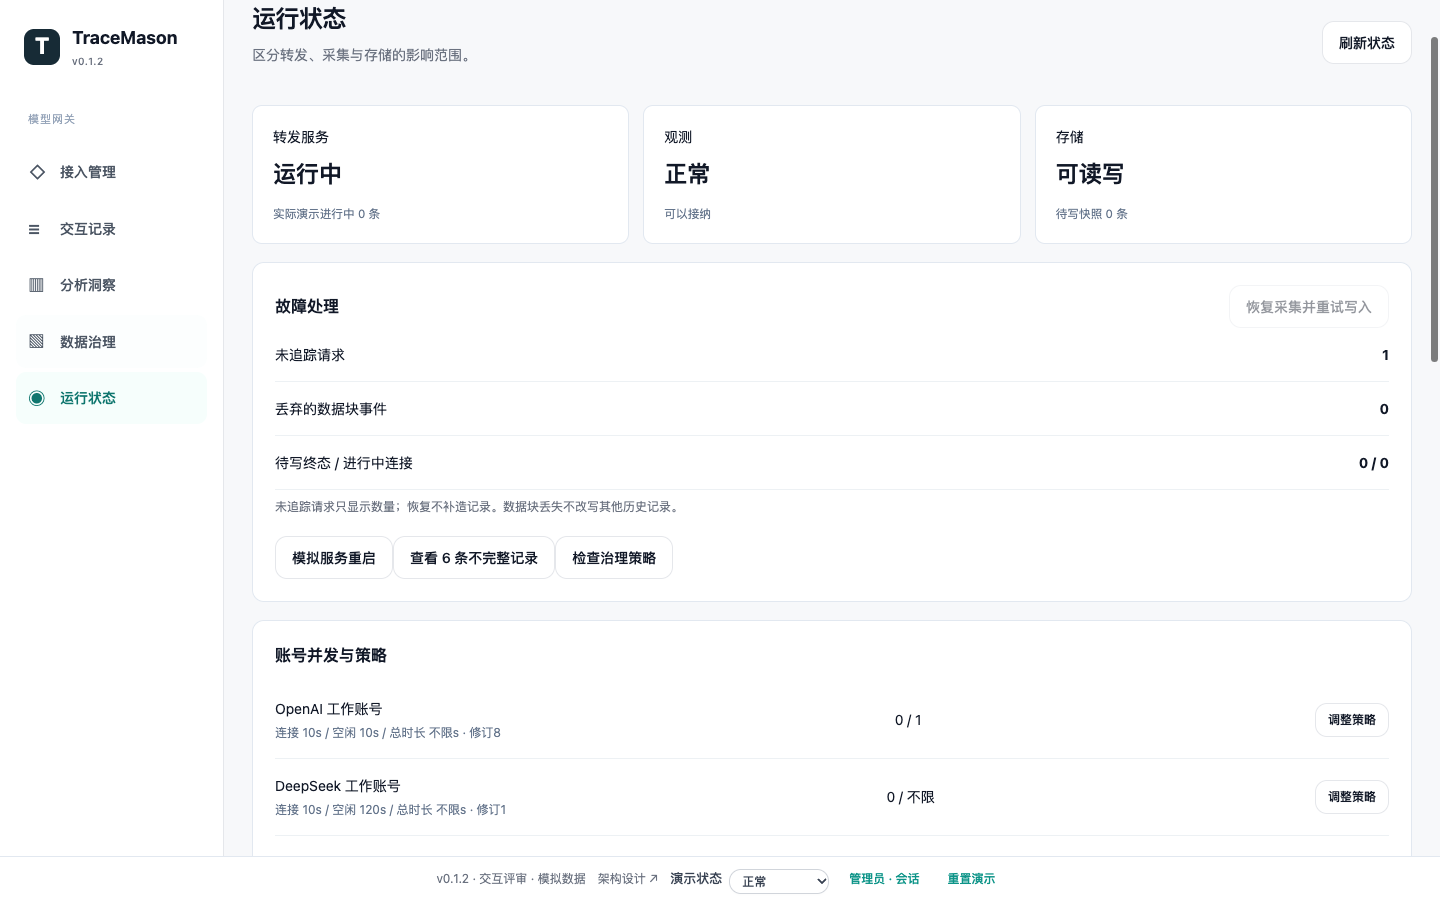 T
TraceMason
v0.1.2
模型网关
接入管理
交互记录
分析洞察
数据治理
运行状态
运行状态
区分转发、采集与存储的影响范围。
刷新状态
转发服务
运行中
实际演示进行中 0 条
观测
正常
可以接纳
存储
可读写
待写快照 0 条
故障处理
恢复采集并重试写入
未追踪请求
1
丢弃的数据块事件
0
待写终态 / 进行中连接
0 / 0
未追踪请求只显示数量；恢复不补造记录。数据块丢失不改写其他历史记录。
模拟服务重启
查看 6 条不完整记录
检查治理策略
账号并发与策略
OpenAI 工作账号
连接 10s / 空闲 10s / 总时长 不限s · 修订8
0 / 1
调整策略
DeepSeek 工作账号
连接 10s / 空闲 120s / 总时长 不限s · 修订1
0 / 不限
调整策略
v0.1.2 · 交互评审 · 模拟数据 架构设计 ↗ 演示状态 正常 管理员 · 会话 重置演示